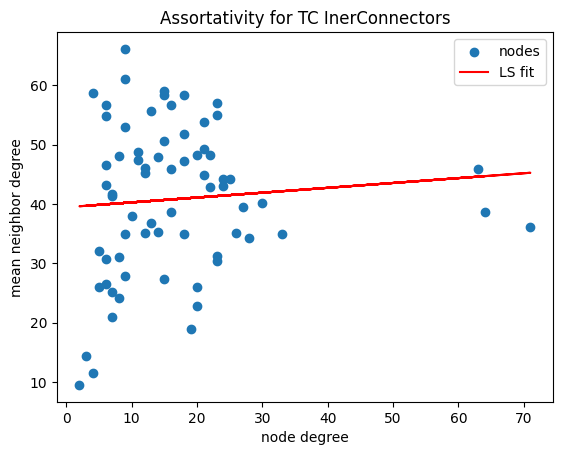 Assortativity for TC InerConnectors
nodes
LS fit
mean neighbor degree
60
50
40
30
20
10
0
10
20
30
40
50
60
70
node degree